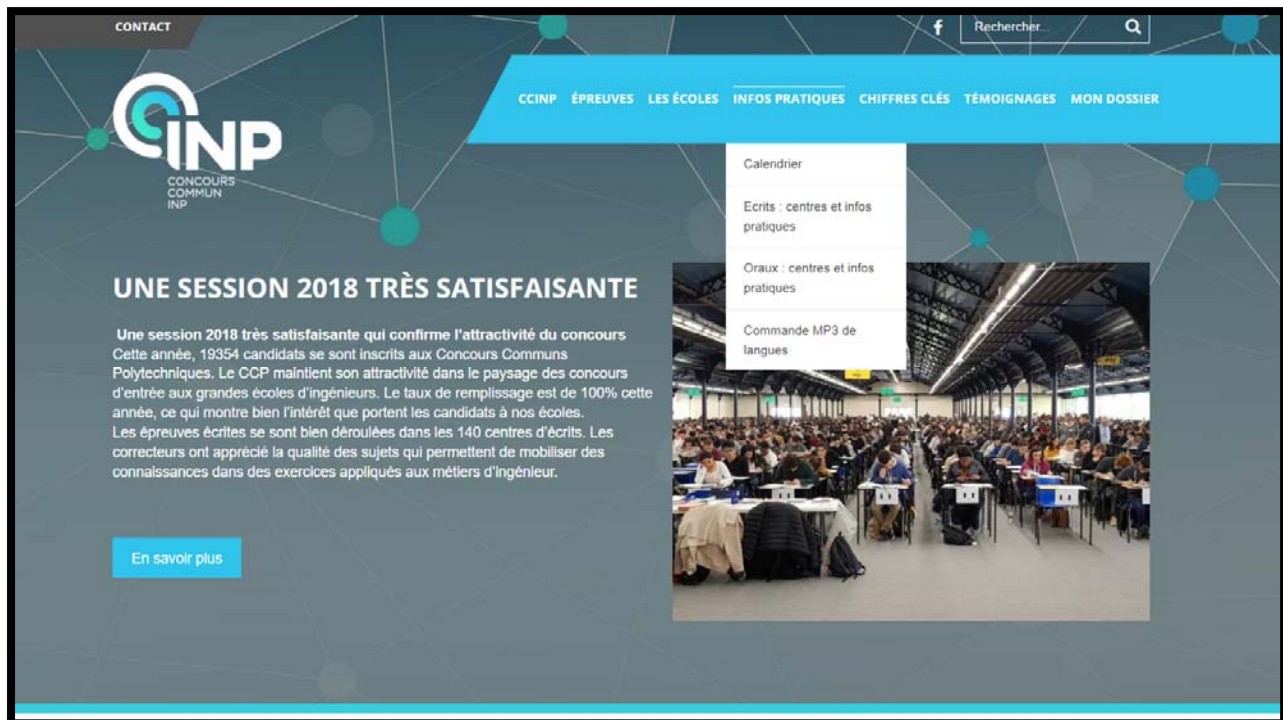 CONTACT
Rechercher...
CCINP ÉPREUVES LES ÉCOLES INFOS PRATIQUES CHIFFRES CLÉS TÉMOIGNAGES MON DOSSIER
INP
CONCOURS
COMMUN
INP
Calendrier
Ecrits : centres et infos
pratiques
Oraux : centres et infos
pratiques
Commande MP3 de
langues
UNE SESSION 2018 TRÈS SATISFAISANTE
Une session 2018 très satisfaisante qui confirme l'attractivité du concours
Cette année, 19354 candidats se sont inscrits aux Concours Communs
Polytechniques. Le CCP maintient son attractivité dans le paysage des concours
d'entrée aux grandes écoles d'ingénieurs. Le taux de remplissage est de 100% cette
année, ce qui montre bien l'intérêt que portent les candidats à nos écoles.
Les épreuves écrites se sont bien déroulées dans les 140 centres d'écrits. Les
correcteurs ont apprécié la qualité des sujets qui permettent de mobiliser des
connaissances dans des exercices appliqués aux métiers d'Ingénieur.
En savoir plus